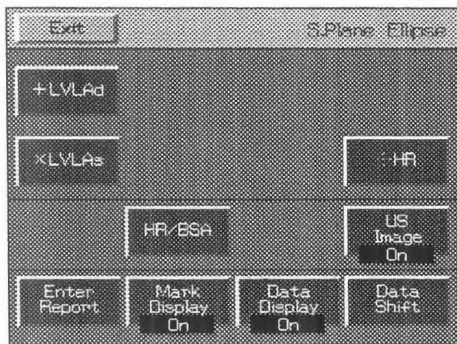 Exit
S.Plane Ellipse
+LVLAd
×LVLAs
÷HR
HR/BSA
US
Image
On
Enter
Report
Mark
Display
On
Data
Display
On
Data
Shift